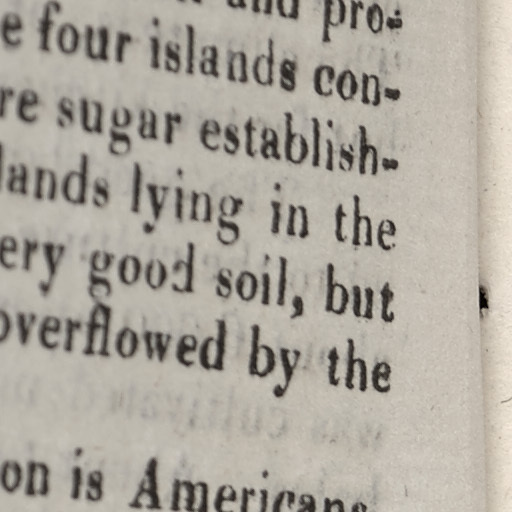 and pro-
e four islands con-
re sugar establish-
lands lying in the
ery good soil, but
overflowed by the
on is Americans